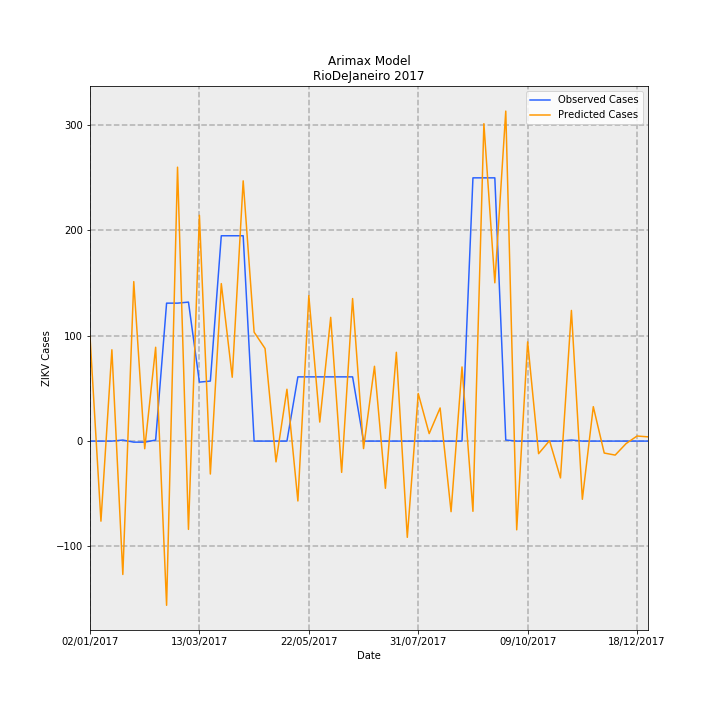 Arimax Model
RioDeJaneiro 2017
Observed Cases
Predicted Cases
ZIKV Cases
300
200
100
0
−100
02/01/2017
13/03/2017
22/05/2017
31/07/2017
09/10/2017
18/12/2017
Date